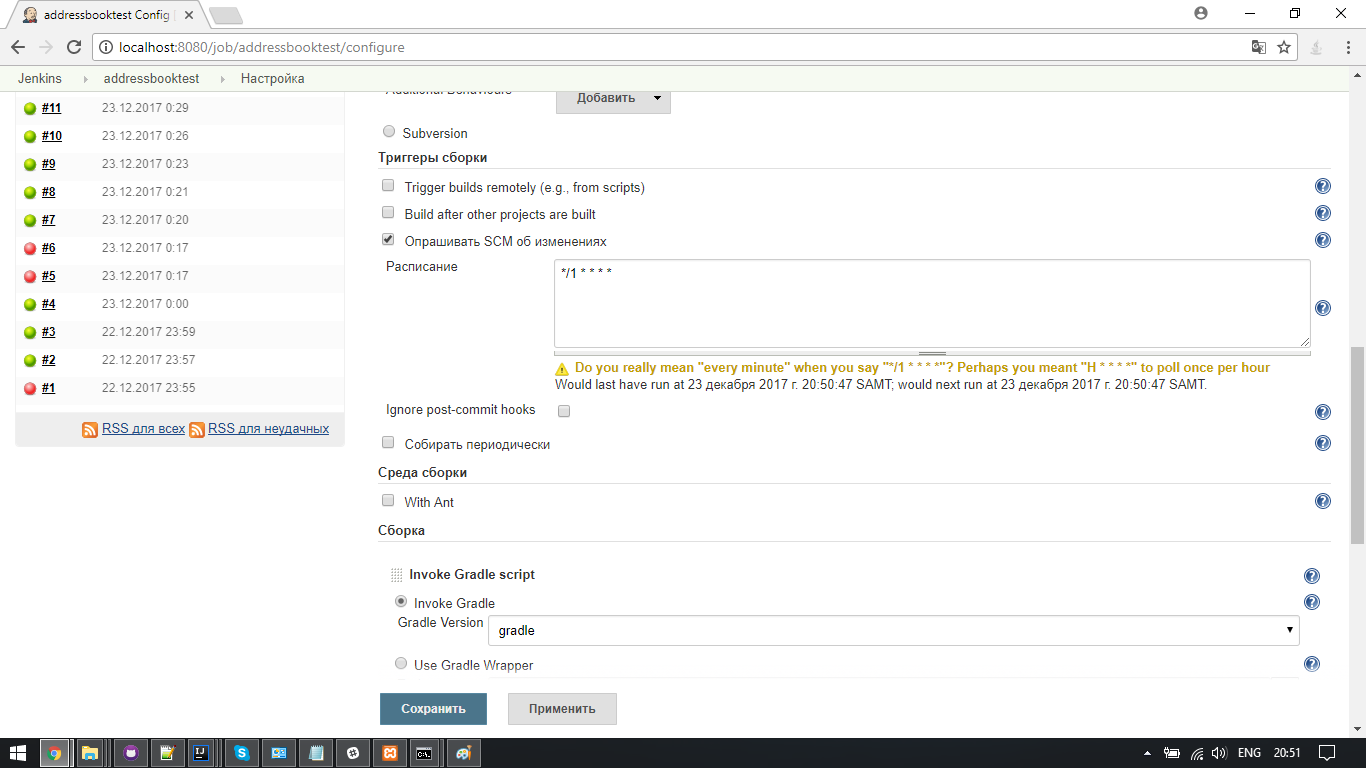 addressbooktest Config
localhost:8080/job/addressbooktest/configure
Jenkins addressbooktest Настройка
#11 23.12.2017 0:29
#10 23.12.2017 0:26
#9 23.12.2017 0:23
#8 23.12.2017 0:21
#7 23.12.2017 0:20
#6 23.12.2017 0:17
#5 23.12.2017 0:17
#4 23.12.2017 0:00
#3 22.12.2017 23:59
#2 22.12.2017 23:57
#1 22.12.2017 23:55
RSS для всех RSS для неудачных
Additional Behaviours Добавить
Subversion
Триггеры сборки
Trigger builds remotely (e.g., from scripts)
Build after other projects are built
Опрашивать SCM об изменениях
Расписание
*/1 * * * *
Do you really mean "every minute" when you say "*/1 * * * *"? Perhaps you meant "H * * * *" to poll once per hour
Would last have run at 23 декабря 2017 г. 20:50:47 SAMT; would next run at 23 декабря 2017 г. 20:50:47 SAMT.
Ignore post-commit hooks
Собирать периодически
Среда сборки
With Ant
Сборка
Invoke Gradle script
Invoke Gradle
Gradle Version gradle
Use Gradle Wrapper
Сохранить Применить
ENG 20:51